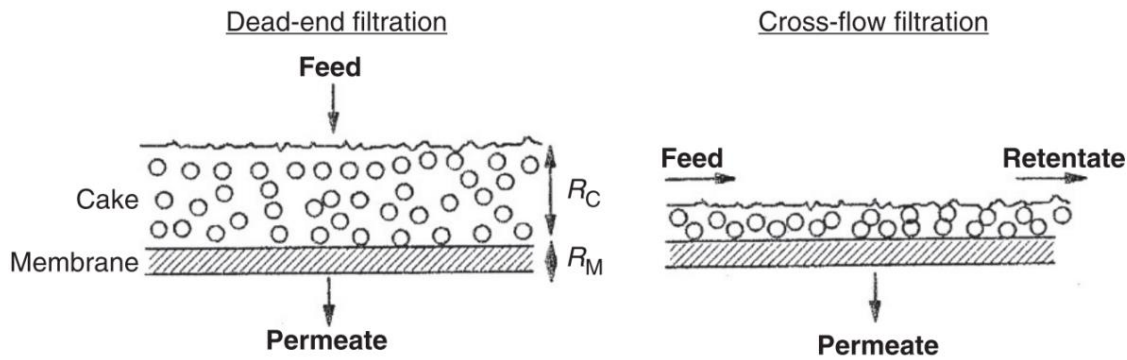 Dead-end filtration
Feed
Cake
R_C
Membrane
R_M
Permeate
Cross-flow filtration
Feed
Retentate
Permeate